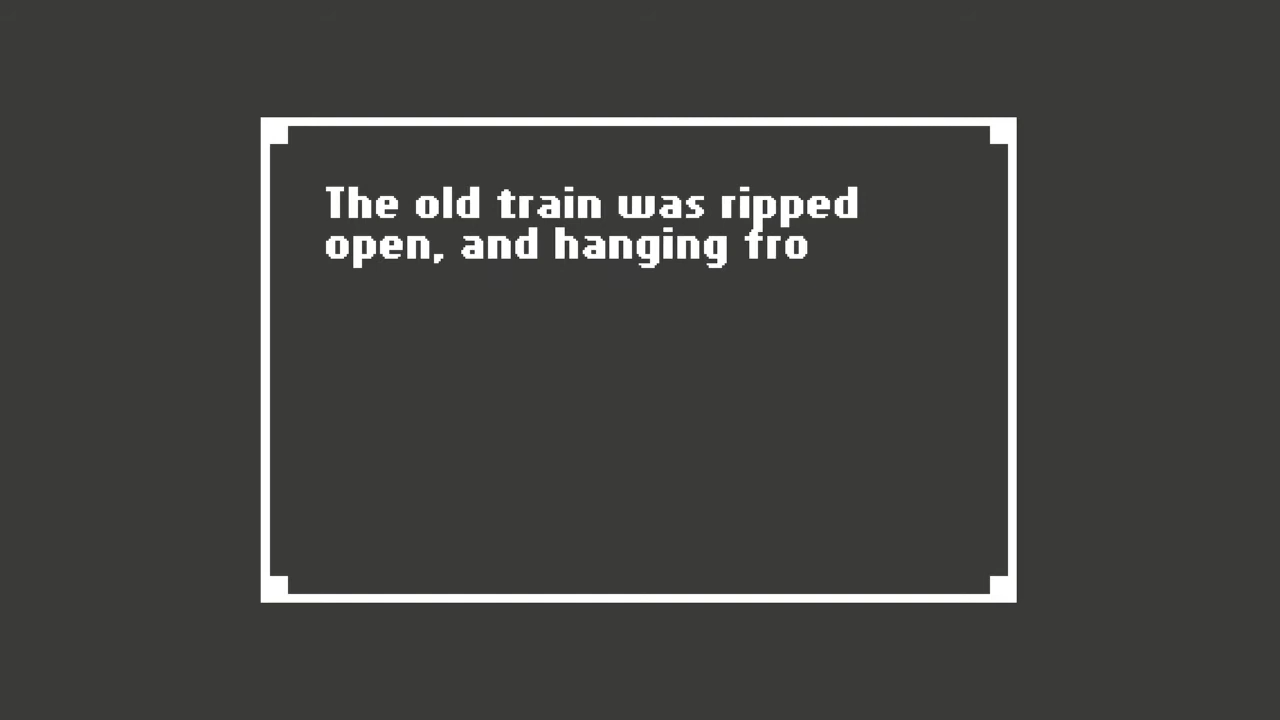 The old train was ripped
open, and hanging fro